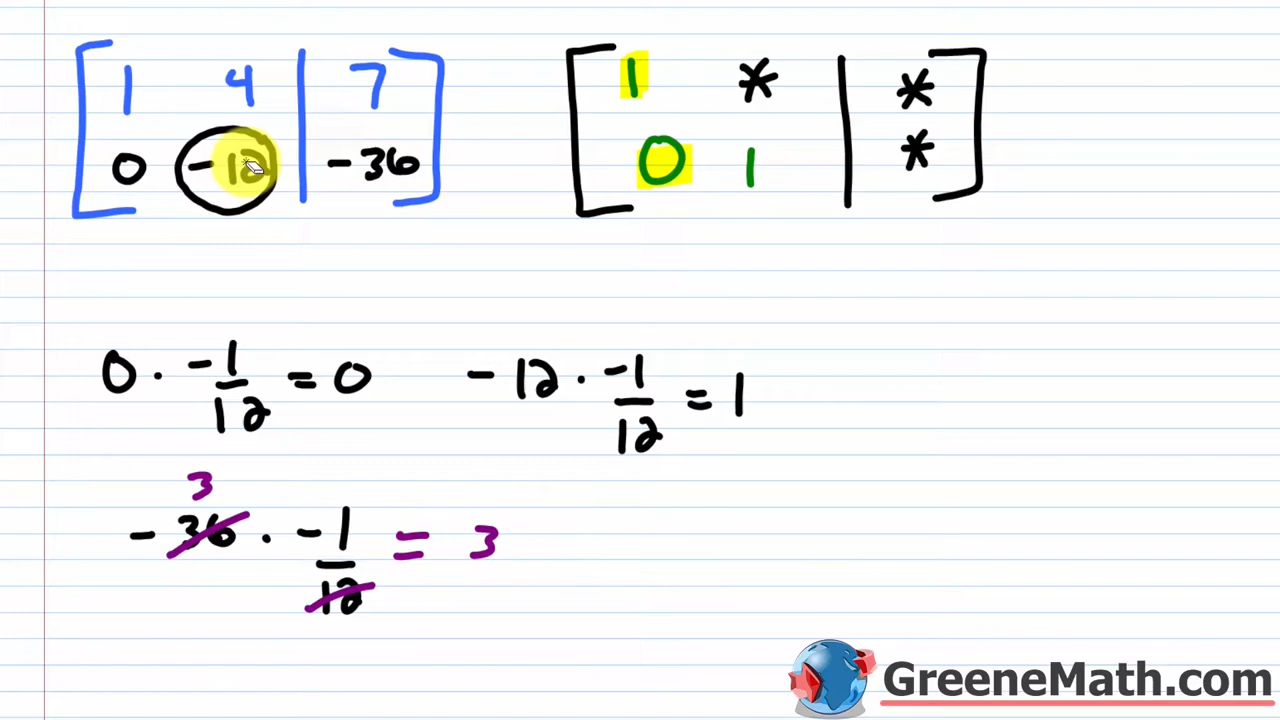 1 4 | 7 1 * | *
0 -12 | -36 0 1 | *
0 · -1/12 = 0 -12 · -1/12 = 1
3
-36 · -1/12 = 3
GreeneMath.com